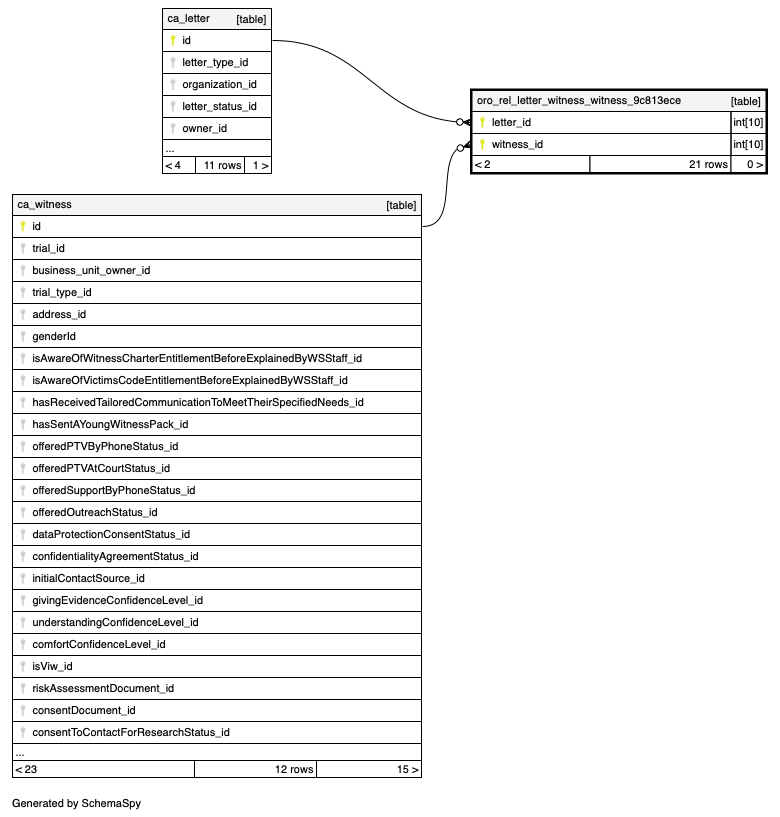 ca_letter [table]
id
letter_type_id
organization_id
letter_status_id
owner_id
...
< 4 11 rows 1 >
oro_rel_letter_witness_witness_9c813ece [table]
letter_id int[10]
witness_id int[10]
< 2 21 rows 0 >
ca_witness [table]
id
trial_id
business_unit_owner_id
trial_type_id
address_id
genderId
isAwareOfWitnessCharterEntitlementBeforeExplainedByWSStaff_id
isAwareOfVictimsCodeEntitlementBeforeExplainedByWSStaff_id
hasReceivedTailoredCommunicationToMeetTheirSpecifiedNeeds_id
hasSentAYoungWitnessPack_id
offeredPTVByPhoneStatus_id
offeredPTVAtCourtStatus_id
offeredSupportByPhoneStatus_id
offeredOutreachStatus_id
dataProtectionConsentStatus_id
confidentialityAgreementStatus_id
initialContactSource_id
givingEvidenceConfidenceLevel_id
understandingConfidenceLevel_id
comfortConfidenceLevel_id
isViw_id
riskAssessmentDocument_id
consentDocument_id
consentToContactForResearchStatus_id
...
< 23 12 rows 15 >
Generated by SchemaSpy